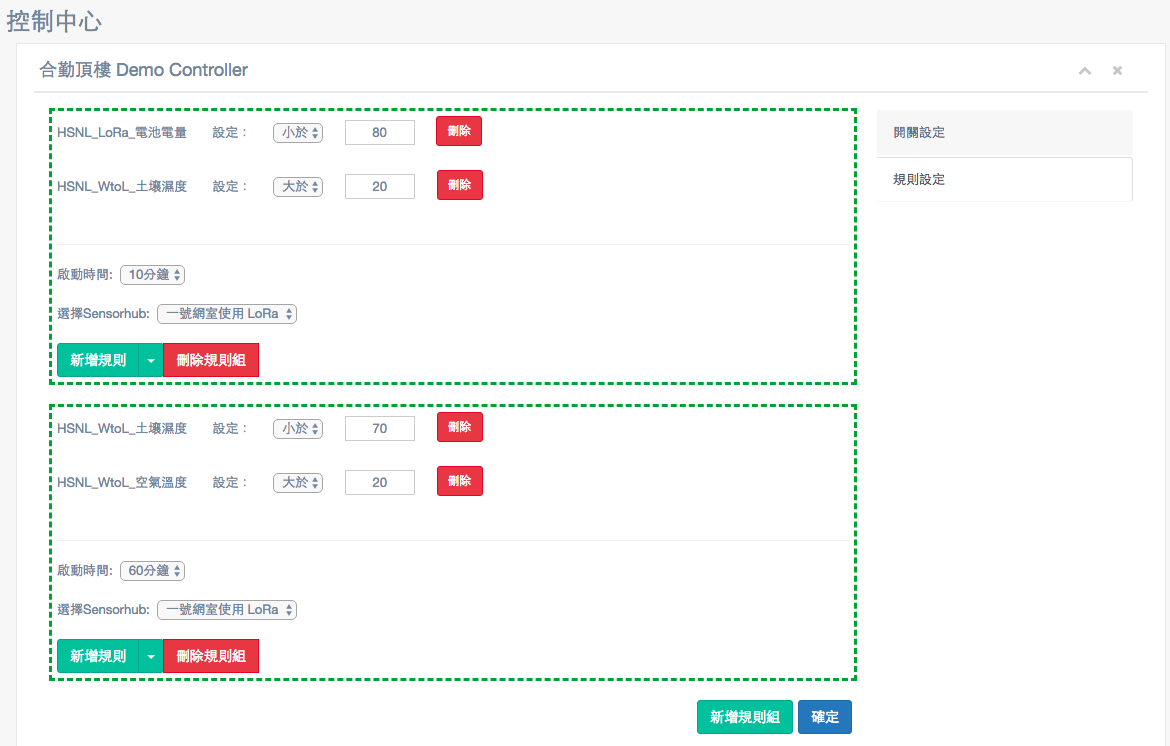 控制中心
合勤頂樓 Demo Controller
HSNL_LoRa_電池電量 設定： 小於 80 刪除
HSNL_WtoL_土壤濕度 設定： 大於 20 刪除
啟動時間: 10分鐘
選擇Sensorhub: 一號網室使用 LoRa
新增規則 刪除規則組
HSNL_WtoL_土壤濕度 設定： 小於 70 刪除
HSNL_WtoL_空氣溫度 設定： 大於 20 刪除
啟動時間: 60分鐘
選擇Sensorhub: 一號網室使用 LoRa
新增規則 刪除規則組
新增規則組 確定
開關設定
規則設定